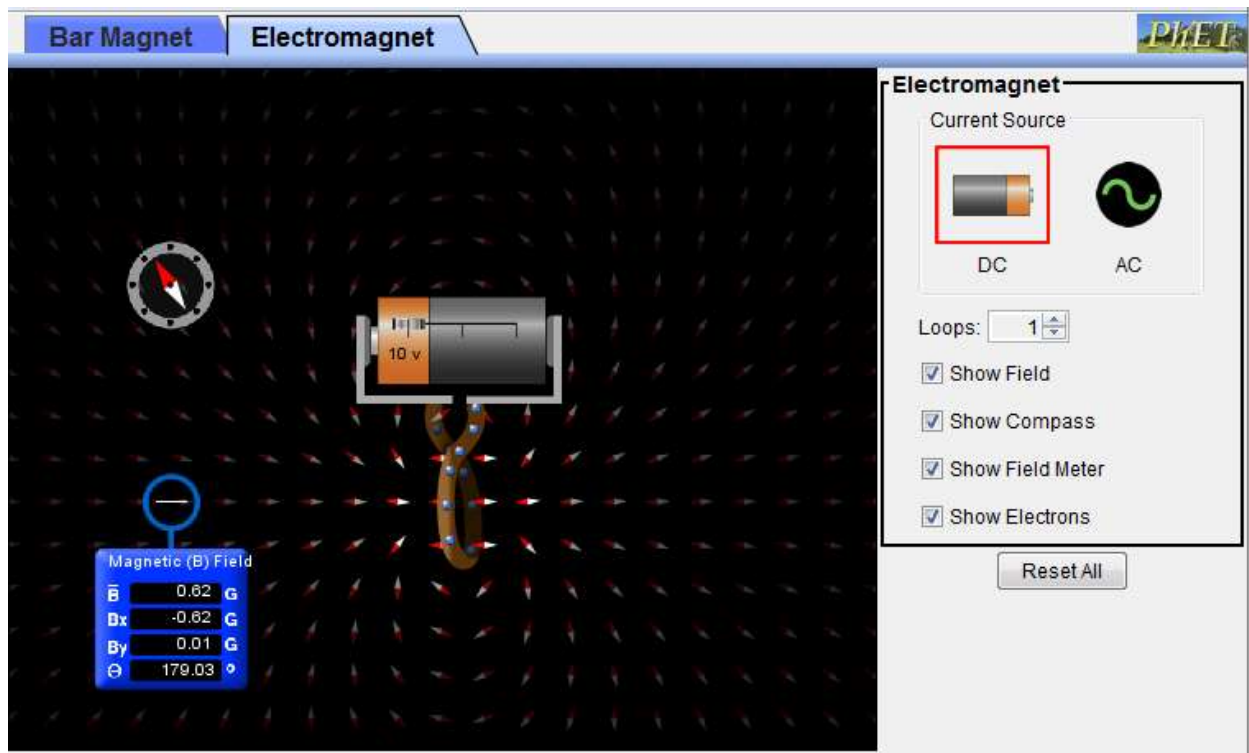 Bar Magnet
Electromagnet
PhET
Electromagnet
Current Source
DC
AC
Loops: 1
Show Field
Show Compass
Show Field Meter
Show Electrons
Reset All
10 v
Magnetic (B) Field
B 0.62 G
Bx -0.62 G
By 0.01 G
Θ 179.03 °